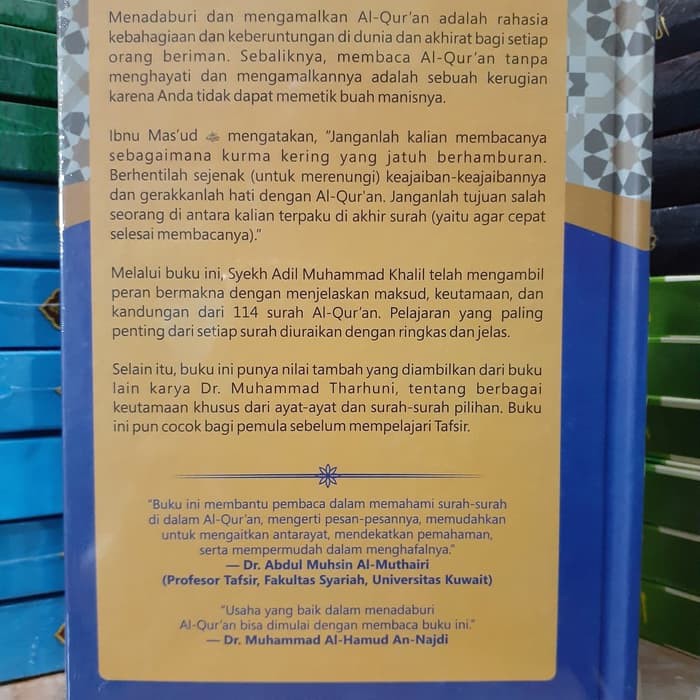 Menadaburi dan mengamalkan Al-Qur'an adalah rahasia
kebahagiaan dan keberuntungan di dunia dan akhirat bagi setiap
orang beriman. Sebaliknya, membaca Al-Qur'an tanpa
menghayati dan mengamalkannya adalah sebuah kerugian
karena Anda tidak dapat memetik buah manisnya.
Ibnu Mas'ud mengatakan, "Janganlah kalian membacanya
sebagaimana kurma kering yang jatuh berhamburan.
Berhentilah sejenak (untuk merenungi) keajaiban-keajaibannya
dan gerakkanlah hati dengan Al-Qur'an. Janganlah tujuan salah
seorang di antara kalian terpaku di akhir surah (yaitu agar cepat
selesai membacanya)."
Melalui buku ini, Syekh Adil Muhammad Khalil telah mengambil
peran bermakna dengan menjelaskan maksud, keutamaan, dan
kandungan dari 114 surah Al-Qur'an. Pelajaran yang paling
penting dari setiap surah diuraikan dengan ringkas dan jelas.
Selain itu, buku ini punya nilai tambah yang diambilkan dari buku
lain karya Dr. Muhammad Tharhuni, tentang berbagai
keutamaan khusus dari ayat-ayat dan surah-surah pilihan. Buku
ini pun cocok bagi pemula sebelum mempelajari Tafsir.
"Buku ini membantu pembaca dalam memahami surah-surah
di dalam Al-Qur'an, mengerti pesan-pesannya, memudahkan
untuk mengaitkan antarayat, mendekatkan pemahaman,
serta mempermudah dalam menghafalnya."
— Dr. Abdul Muhsin Al-Muthairi
(Profesor Tafsir, Fakultas Syariah, Universitas Kuwait)
"Usaha yang baik dalam menadaburi
Al-Qur'an bisa dimulai dengan membaca buku ini."
— Dr. Muhammad Al-Hamud An-Najdi